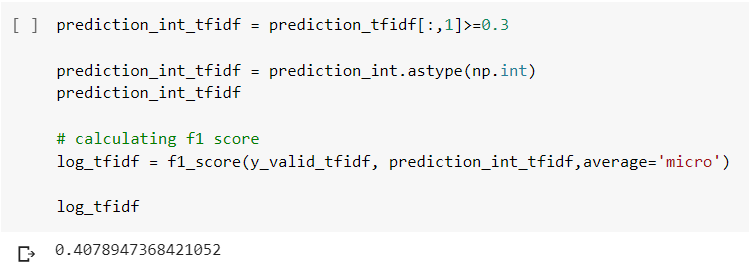 [ ] prediction_int_tfidf = prediction_tfidf[:,1]>=0.3
prediction_int_tfidf = prediction_int.astype(np.int)
prediction_int_tfidf
# calculating f1 score
log_tfidf = f1_score(y_valid_tfidf, prediction_int_tfidf,average='micro')
log_tfidf
0.4078947368421052